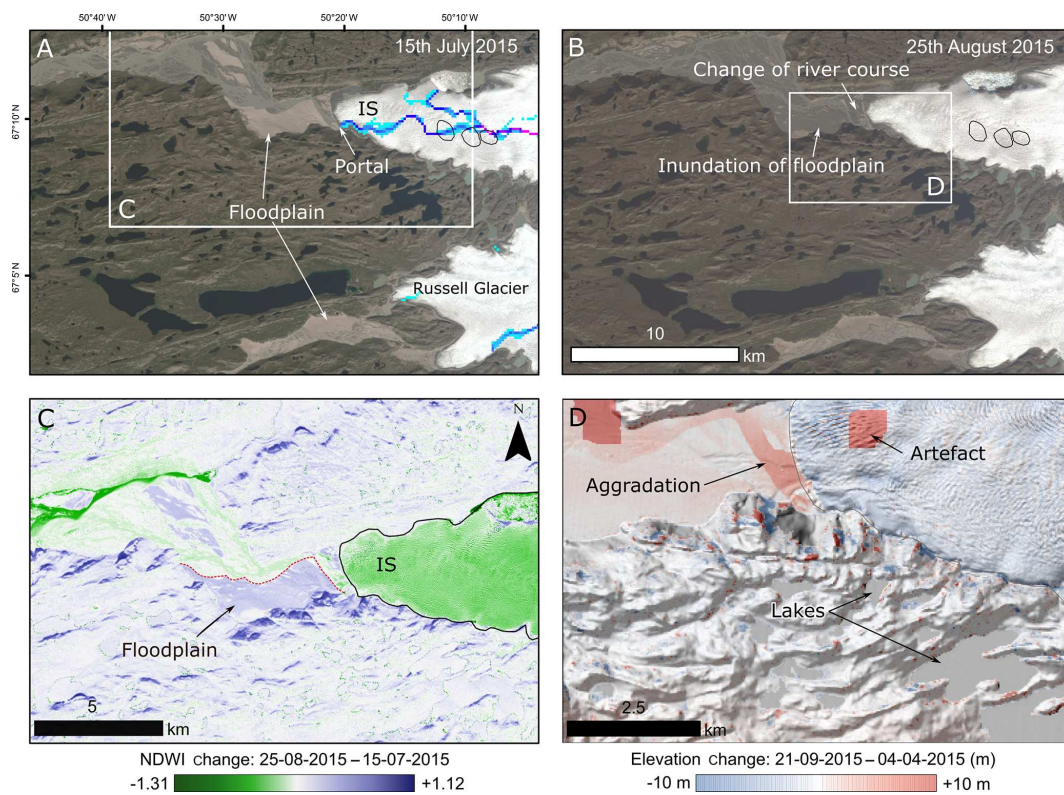 50°40'W 50°30'W 50°20'W 50°10'W
A
15th July 2015
67°10'N
IS
Portal
C
Floodplain
67°5'N
Russell Glacier
B
25th August 2015
Change of river course
Inundation of floodplain
D
10
km
C
N
IS
Floodplain
5
km
NDWI change: 25-08-2015 – 15-07-2015
-1.31
+1.12
D
Artefact
Aggradation
Lakes
2.5
km
Elevation change: 21-09-2015 – 04-04-2015 (m)
-10 m
+10 m